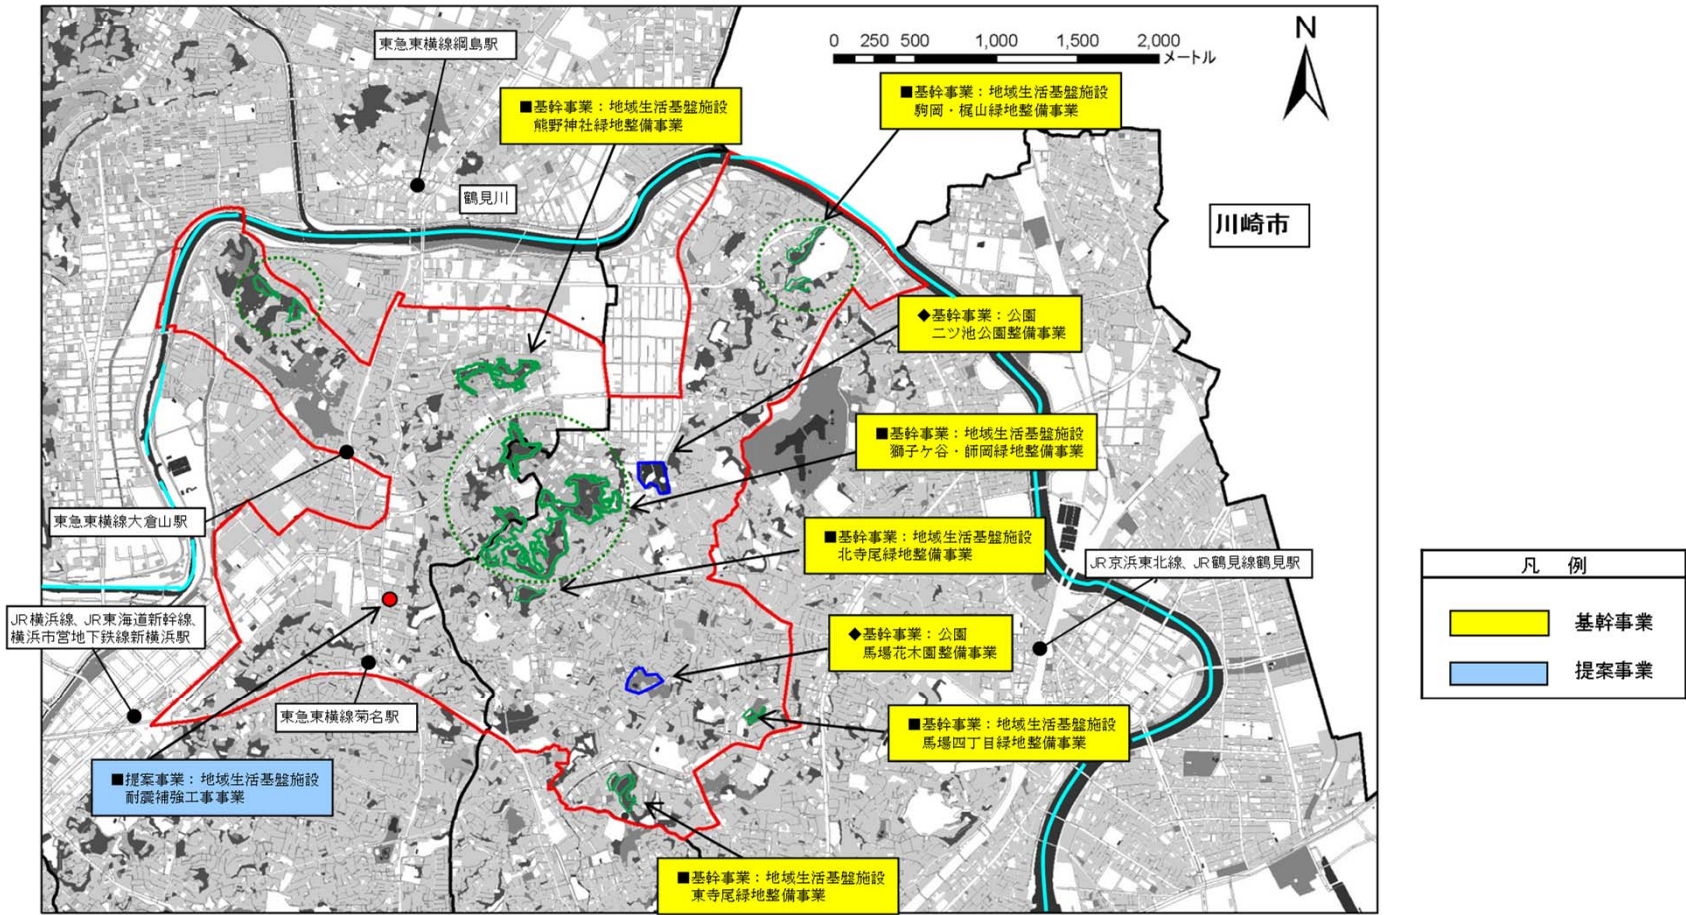 東急東横線綱島駅
0 250 500 1,000 1,500 2,000
メートル
N
■基幹事業：地域生活基盤施設
熊野神社緑地整備事業
■基幹事業：地域生活基盤施設
駒岡・梶山緑地整備事業
鶴見川
川崎市
◆基幹事業：公園
二ツ池公園整備事業
■基幹事業：地域生活基盤施設
獅子ケ谷・師岡緑地整備事業
東急東横線大倉山駅
■基幹事業：地域生活基盤施設
北寺尾緑地整備事業
JR京浜東北線、JR鶴見線鶴見駅
JR横浜線、JR東海道新幹線、
横浜市営地下鉄線新横浜駅
◆基幹事業：公園
馬場花木園整備事業
東急東横線菊名駅
■基幹事業：地域生活基盤施設
馬場四丁目緑地整備事業
■提案事業：地域生活基盤施設
耐震補強工事事業
■基幹事業：地域生活基盤施設
東寺尾緑地整備事業
凡 例
基幹事業
提案事業